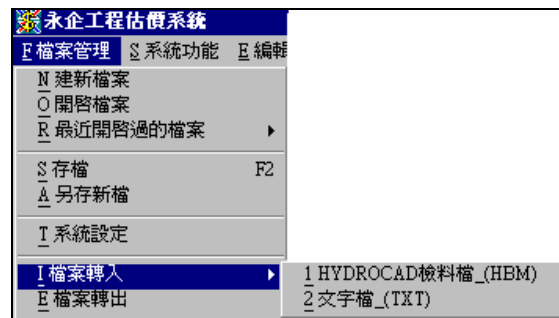 永企工程估價系統
F檔案管理 S系統功能 E編輯
N建新檔案
O開啓檔案
R最近開啓過的檔案
S存檔 F2
A另存新檔
T系統設定
I檔案轉入
1 HYDROCAD檢料檔_(HBM)
E檔案轉出
2文字檔_(TXT)